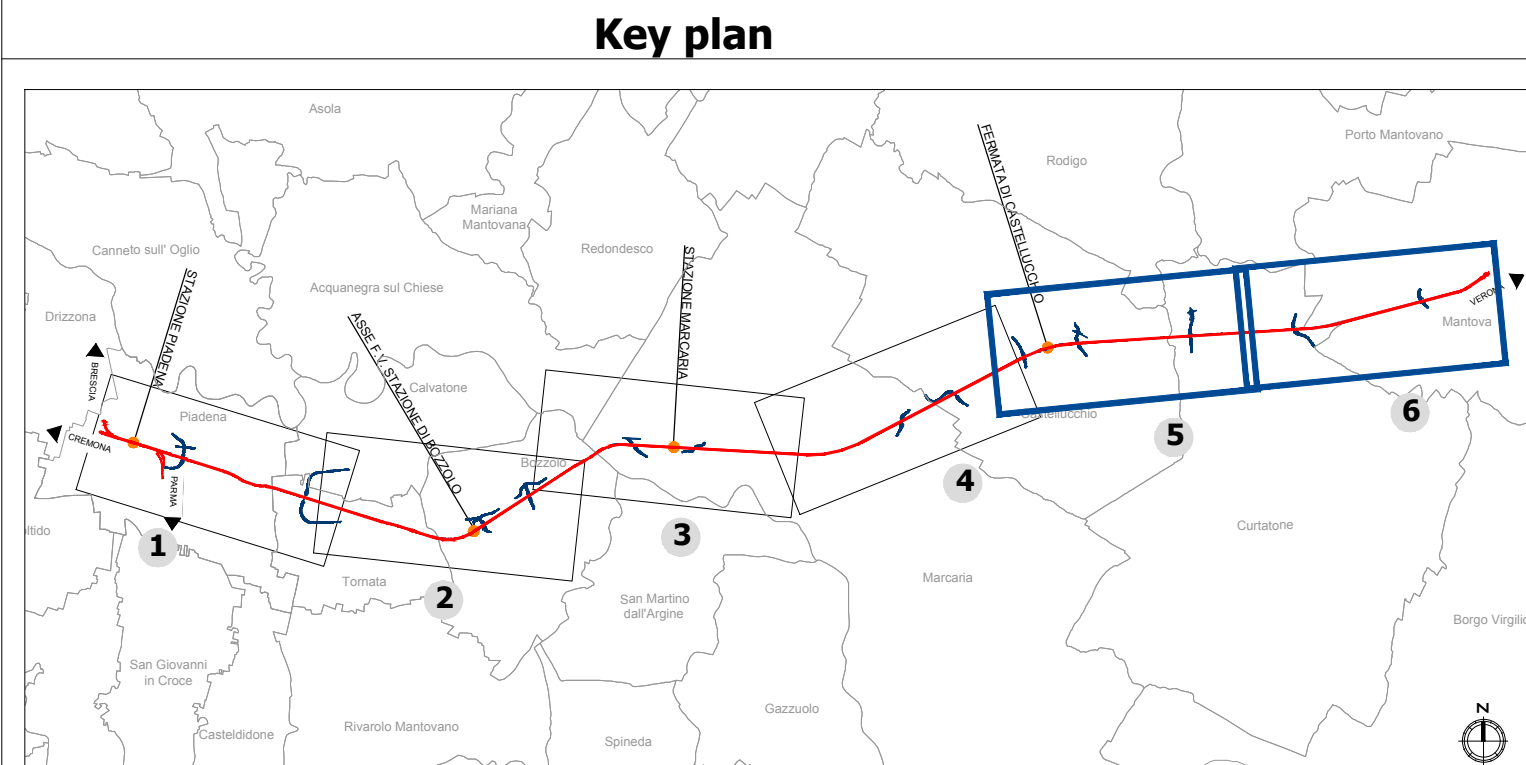 Key plan
Asola
Porto Mantovano
Rodigo
FERMATA DI CASTELLUCCHIO
Mariana
Mantovana
Redondesco
Canneto sull' Oglio
STAZIONE PIADENA
STAZIONE MARCARIA
Acquanegra sul Chiese
Drizzona
ASSE F.V. STAZIONE DI BOZZOLO
VERONA
Mantova
BRESCIA
Calvatone
Piadena
Castellucchio
6
CREMONA
5
Bozzolo
4
PARMA
Curtatone
3
1
Tornata
Marcaria
2
San Martino
dall'Argine
Borgo Virgilio
San Giovanni
in Croce
Gazzuolo
N
Casteldidone
Rivarolo Mantovano
Spineda